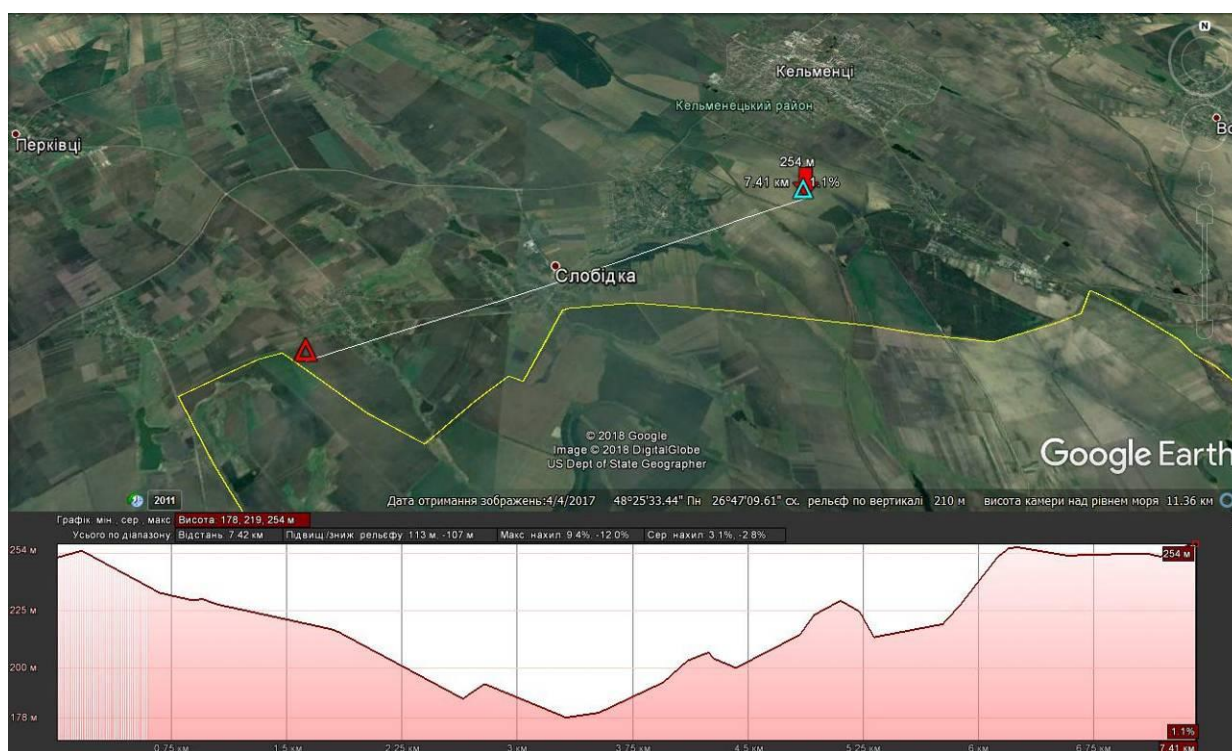 N
Кельменці
Кельменецький район
Перківці
254 м
7.41 км 1.1%
Слобідка
© 2018 Google
Image © 2018 DigitalGlobe
US Dept of State Geographer
Google Earth
2011
Дата отримання зображень:4/4/2017 48°25'33.44" Пн 26°47'09.61" сх. рельєф по вертикалі 210 м висота камери над рівнем моря 11.36 км
Графік: мін., сер., макс Висота: 178, 219, 254 м
Усього по діапазону Відстань: 7.42 км Підвищ./зниж. рельєфу: 113 м, -107 м Макс. нахил: 9.4%, -12.0% Сер. нахил: 3.1%, -2.8%
254 м 254 м
225 м
200 м
178 м
1.1%
0.75 км 1.5 км 2.25 км 3 км 3.75 км 4.5 км 5.25 км 6 км 6.75 км 7.41 км